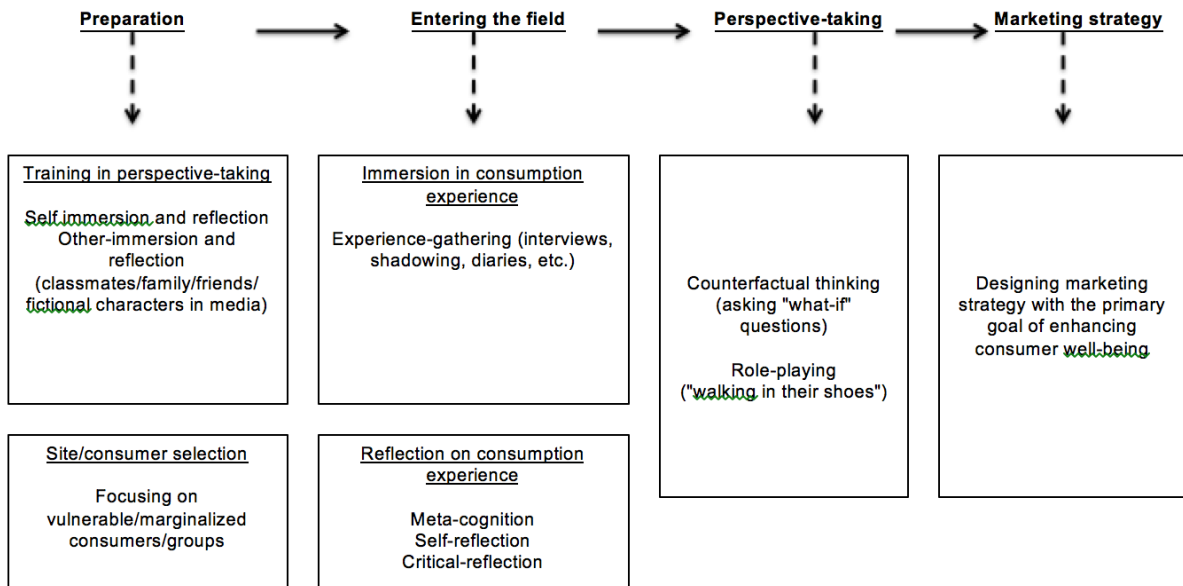 Preparation
Entering the field
Perspective-taking
Marketing strategy
Training in perspective-taking
Self immersion and reflection
Other-immersion and
reflection
(classmates/family/friends/
fictional characters in media)
Site/consumer selection
Focusing on
vulnerable/marginalized
consumers/groups
Immersion in consumption
experience
Experience-gathering (interviews,
shadowing, diaries, etc.)
Reflection on consumption
experience
Meta-cognition
Self-reflection
Critical-reflection
Counterfactual thinking
(asking "what-if"
questions)
Role-playing
("walking in their shoes")
Designing marketing
strategy with the primary
goal of enhancing
consumer well-being